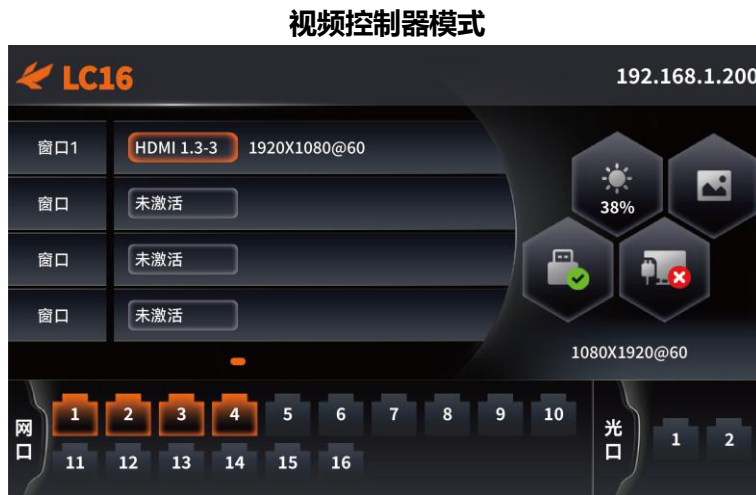 视频控制器模式
LC16
192.168.1.200
窗口1 HDMI 1.3-3 1920X1080@60
窗口 未激活
窗口 未激活
窗口 未激活
38%
1080X1920@60
网口
1 2 3 4 5 6 7 8 9 10
11 12 13 14 15 16
光口
1 2